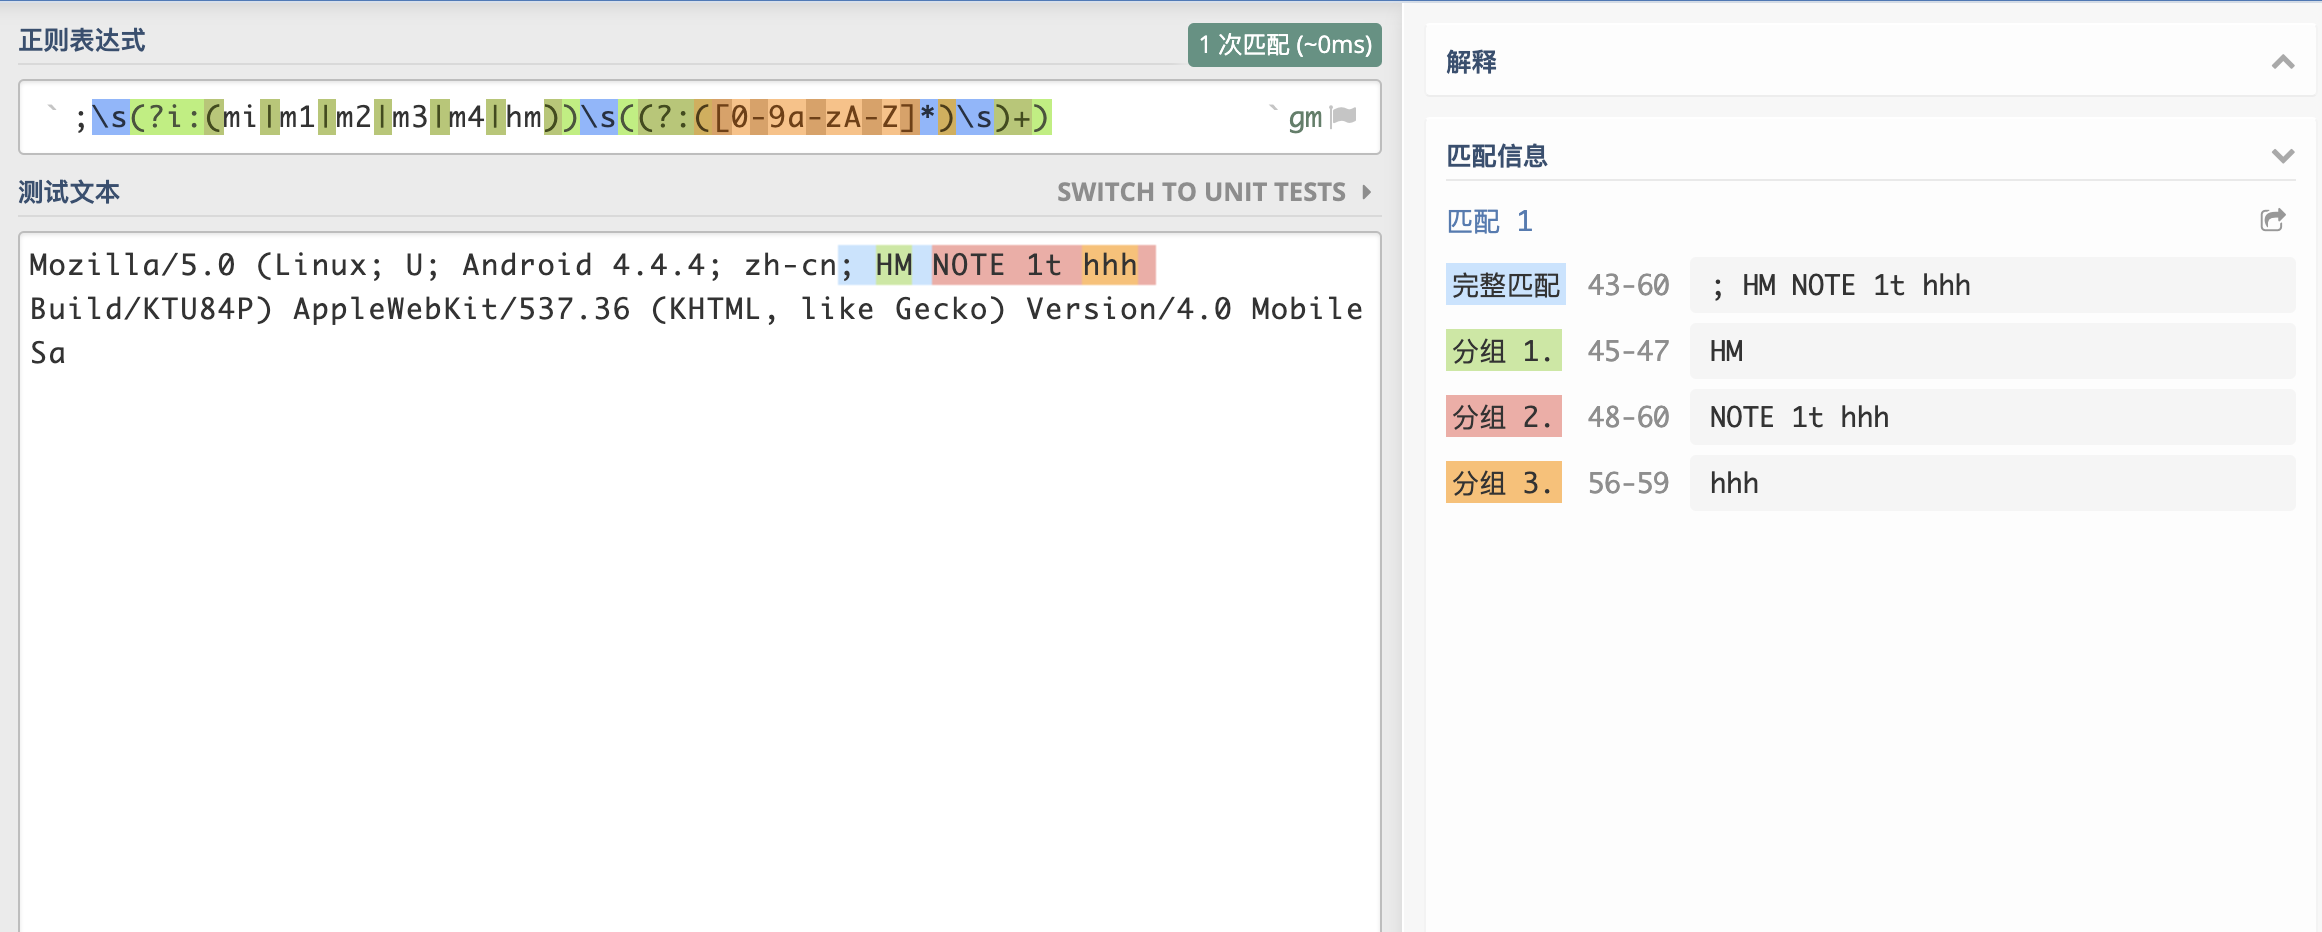 正则表达式
1 次匹配 (~0ms)
` ;\s(?i:(mi|m1|m2|m3|m4|hm))\s((?:([0-9a-zA-Z]*)\s)+) ` gm
测试文本
SWITCH TO UNIT TESTS
Mozilla/5.0 (Linux; U; Android 4.4.4; zh-cn; HM NOTE 1t hhh
Build/KTU84P) AppleWebKit/537.36 (KHTML, like Gecko) Version/4.0 Mobile
Sa
解释
匹配信息
匹配 1
完整匹配 43-60 ; HM NOTE 1t hhh
分组 1. 45-47 HM
分组 2. 48-60 NOTE 1t hhh
分组 3. 56-59 hhh